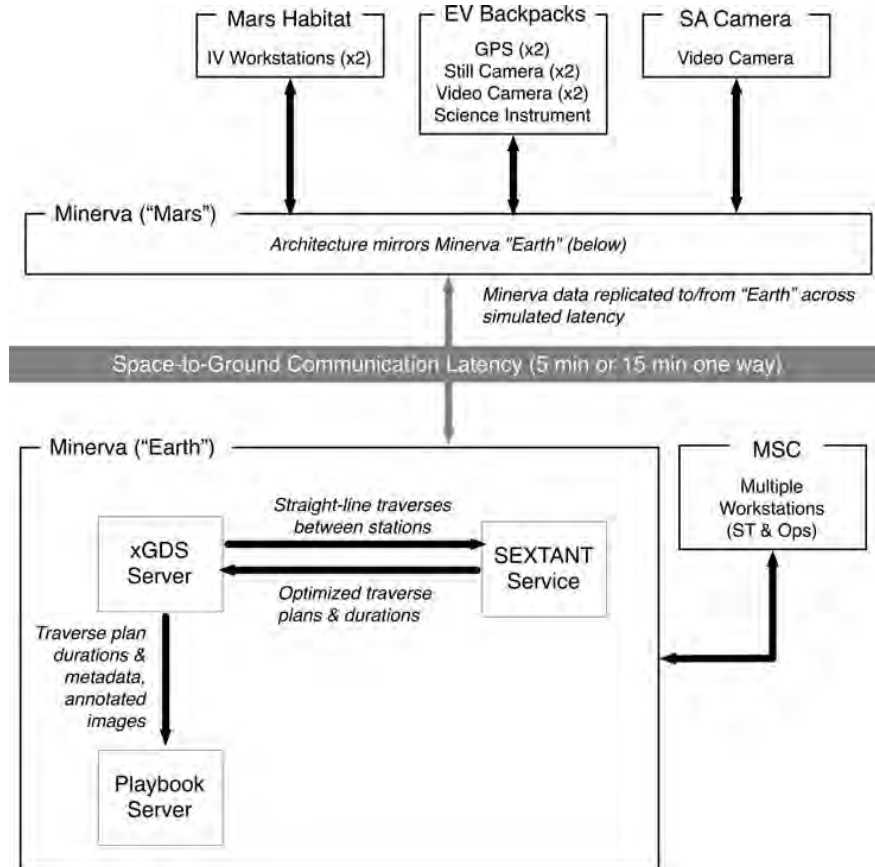 Mars Habitat
IV Workstations (x2)
EV Backpacks
GPS (x2)
Still Camera (x2)
Video Camera (x2)
Science Instrument
SA Camera
Video Camera
Minerva (“Mars”)
Architecture mirrors Minerva "Earth" (below)
Minerva data replicated to/from “Earth” across
simulated latency
Space-to-Ground Communication Latency (5 min or 15 min one way)
Minerva (“Earth”)
MSC
Multiple
Workstations
(ST & Ops)
Straight-line traverses
between stations
xGDS
Server
SEXTANT
Service
Optimized traverse
plans & durations
Traverse plan
durations &
metadata,
annotated
images
Playbook
Server